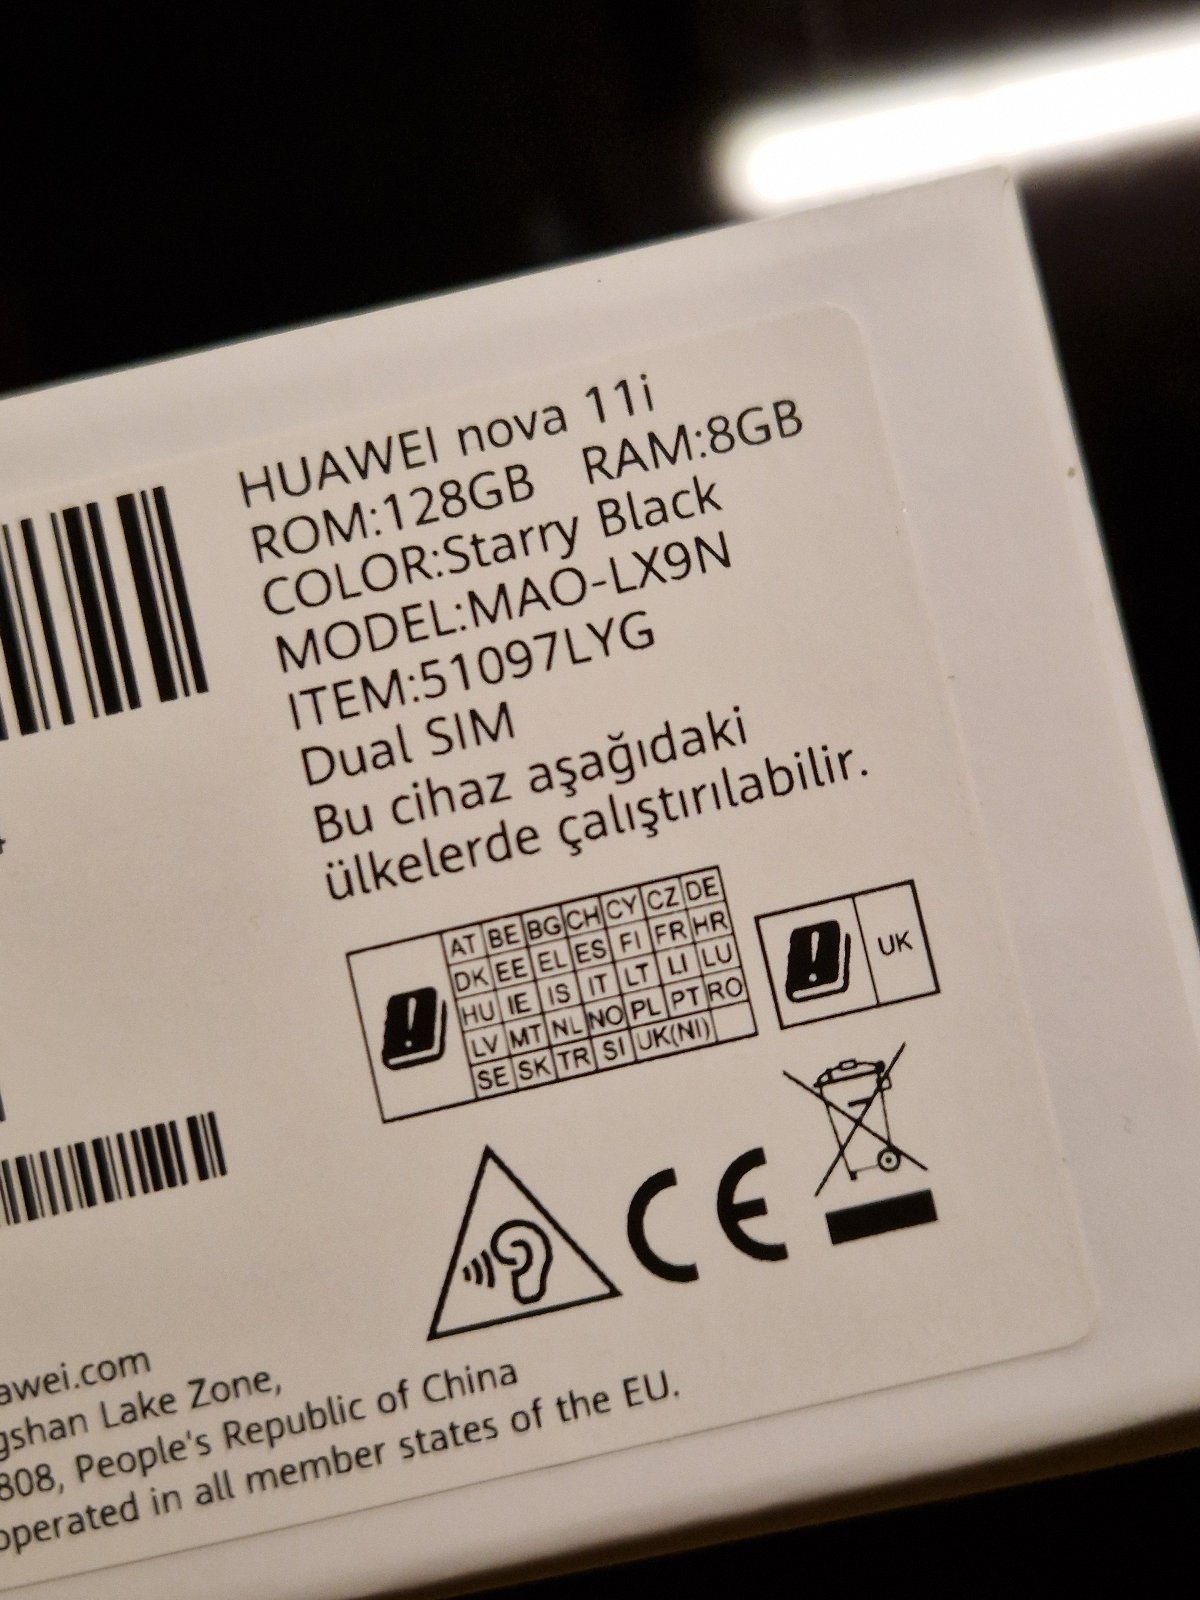 HUAWEI nova 11i
ROM:128GB RAM:8GB
COLOR:Starry Black
MODEL:MAO-LX9N
ITEM:51097LYG
Dual SIM
Bu cihaz aşağıdaki
ülkelerde çalıştırılabilir.
AT BE BG CH CY CZ DE
DK EE EL ES FI FR HR
HU IE IS IT LT LI LU
LV MT NL NO PL PT RO
SE SK TR SI UK(NI)
UK
CE
awei.com
gshan Lake Zone,
808, People's Republic of China
operated in all member states of the EU.